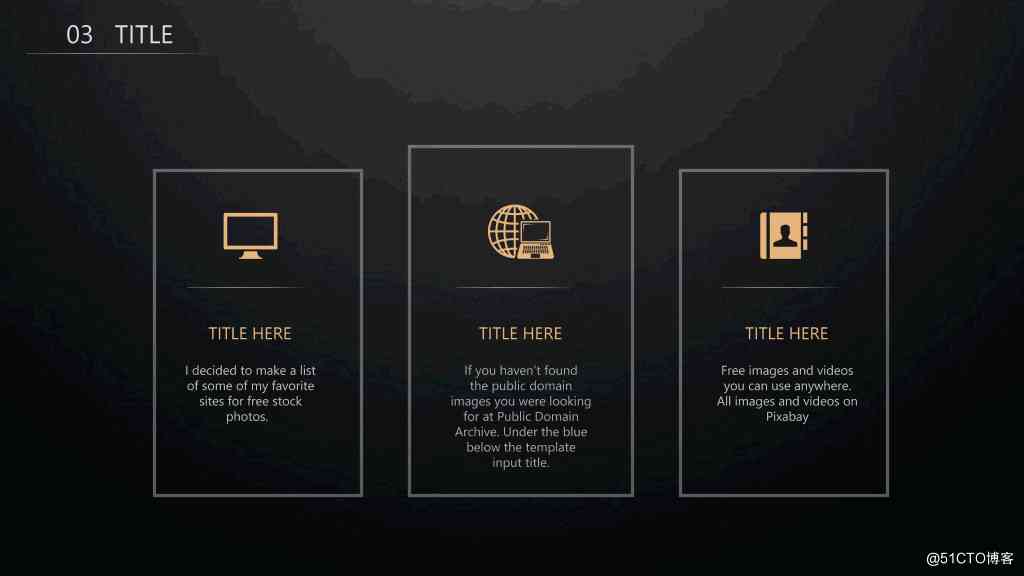 03 TITLE
TITLE HERE
I decided to make a list
of some of my favorite
sites for free stock
photos.
TITLE HERE
If you haven't found
the public domain
images you were looking
for at Public Domain
Archive. Under the blue
below the template
input title.
TITLE HERE
Free images and videos
you can use anywhere.
All images and videos on
Pixabay
@51CTO博客